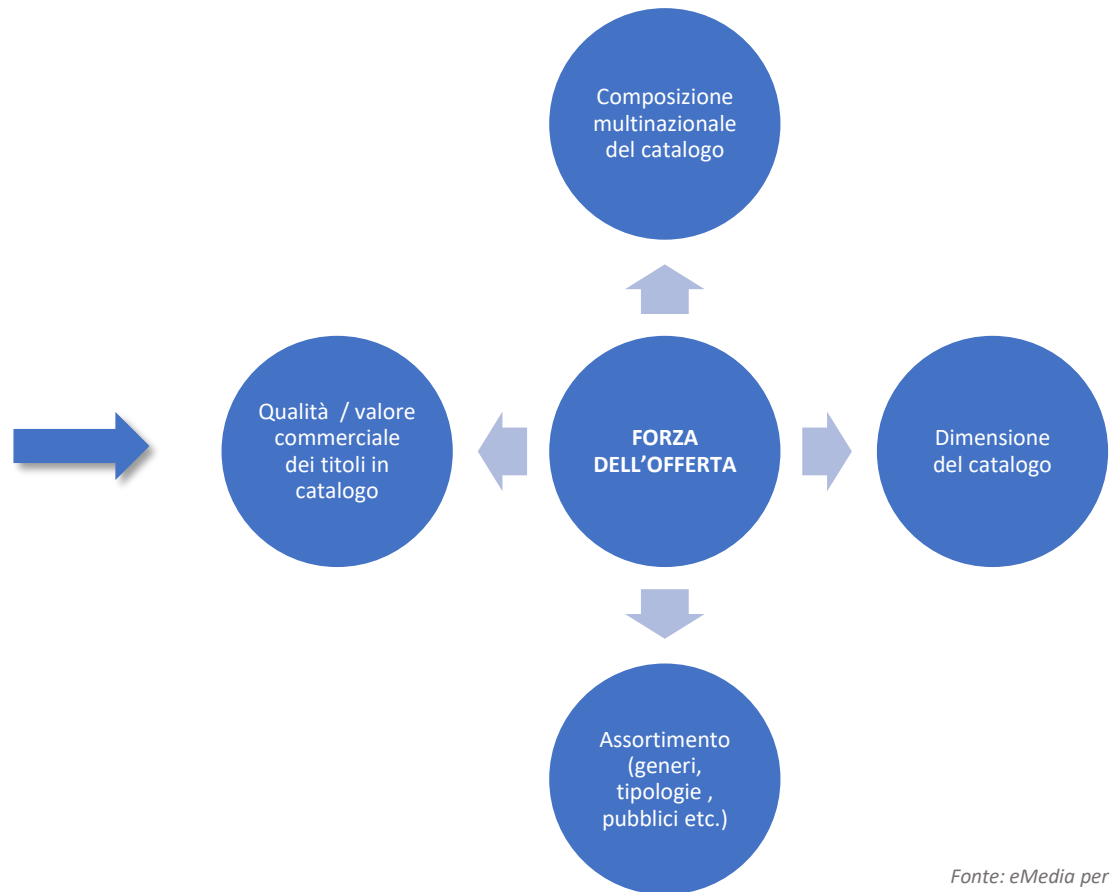 Composizione
multinazionale
del catalogo
Qualità / valore
commerciale
dei titoli in
catalogo
FORZA
DELL’OFFERTA
Dimensione
del catalogo
Assortimento
(generi,
tipologie ,
pubblici etc.)
Fonte: eMedia per